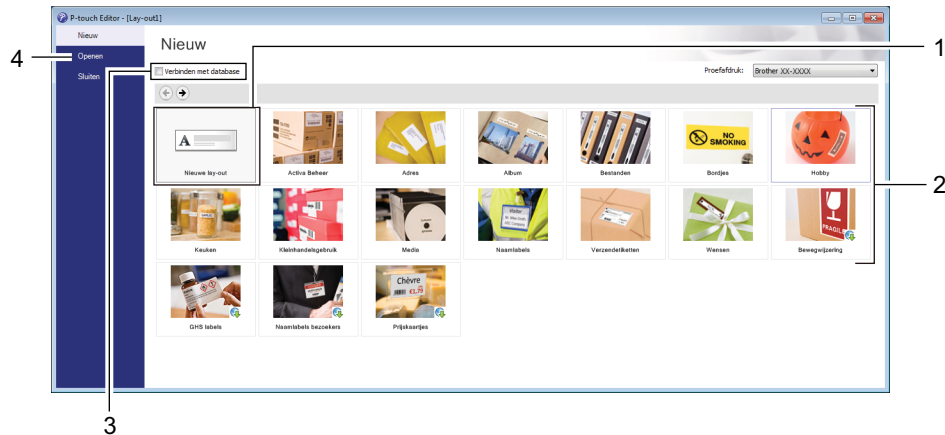 P-touch Editor - [Lay-out1]
Nieuw
Openen
Sluiten
Nieuw
Verbinden met database
Proefafdruk: Brother XX-XXXX
1
2
3
4
A
Nieuwe lay-out
Activa Beheer
Adres
Album
Bestanden
NO
SMOKING
Bordjes
Hobby
Keuken
Kleinhandelsgebruik
Media
Visitor
Naamlabels
Verzendetiketten
Wensen
FRAGILE
Bewegwijzering
GHS labels
Naamlabels bezoekers
Chèvre
€1,79
Prijskaartjes